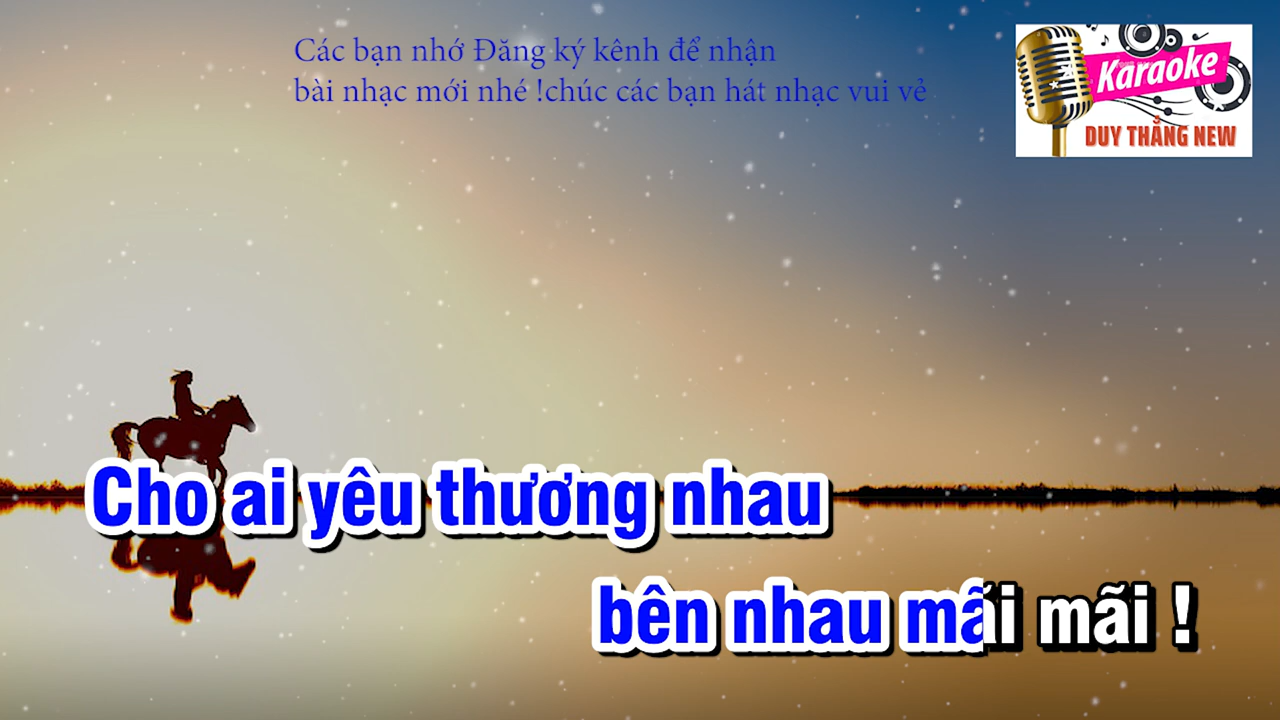 Các bạn nhớ Đăng ký kênh để nhận
bài nhạc mới nhé !chúc các bạn hát nhạc vui vẻ
Karaoke
DUY THẮNG NEW
Cho ai yêu thương nhau
bên nhau mãi mãi !